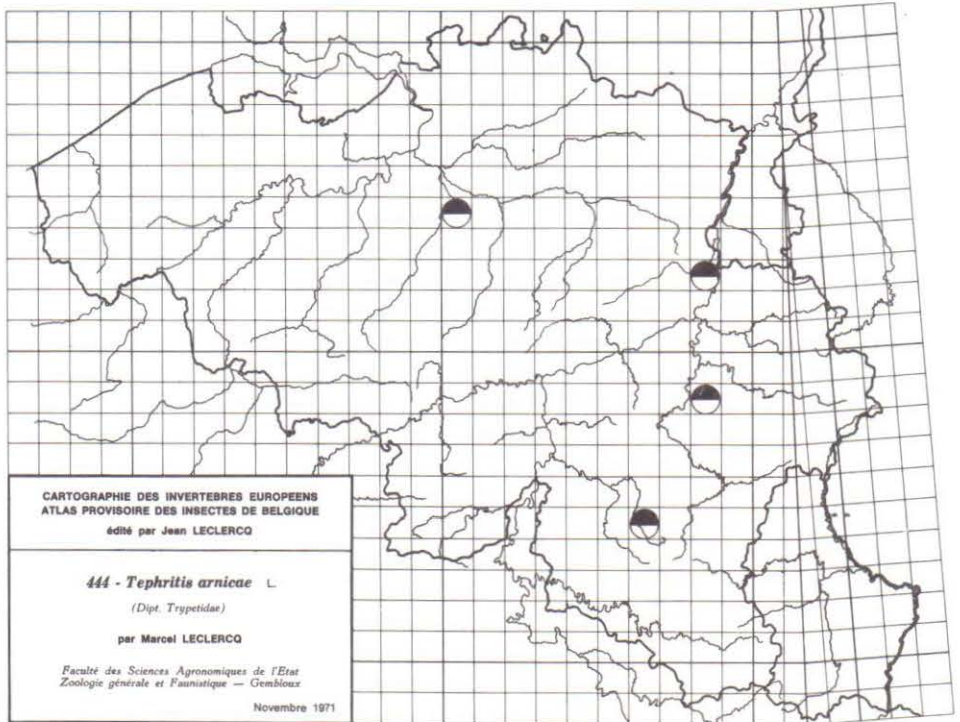 CARTOGRAPHIE DES INVERTEBRES EUROPEENS
ATLAS PROVISOIRE DES INSECTES DE BELGIQUE
édité par Jean LECLERCQ
444 - Tephritis arnicae L.
(Dipt. Trypetidae)
par Marcel LECLERCQ
Faculté des Sciences Agronomiques de l'Etat
Zoologie générale et Faunistique — Gembloux
Novembre 1971